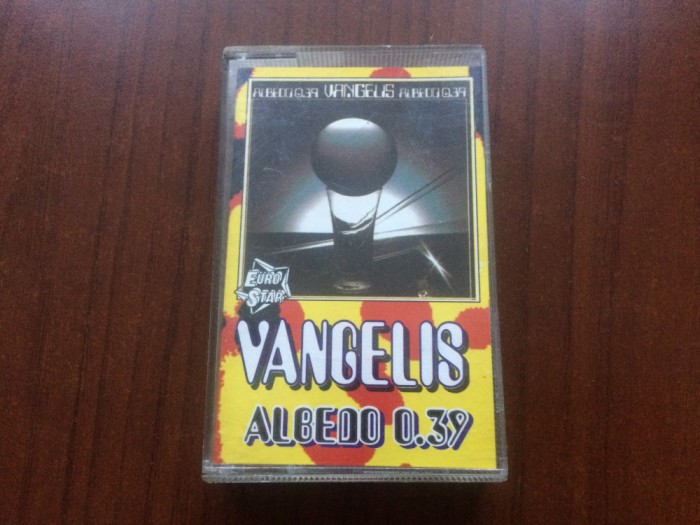 ALBEDO 0.39 VANGELIS ALBEDO 0.39
EURO
STAR
VANGELIS
ALBEDO 0.39